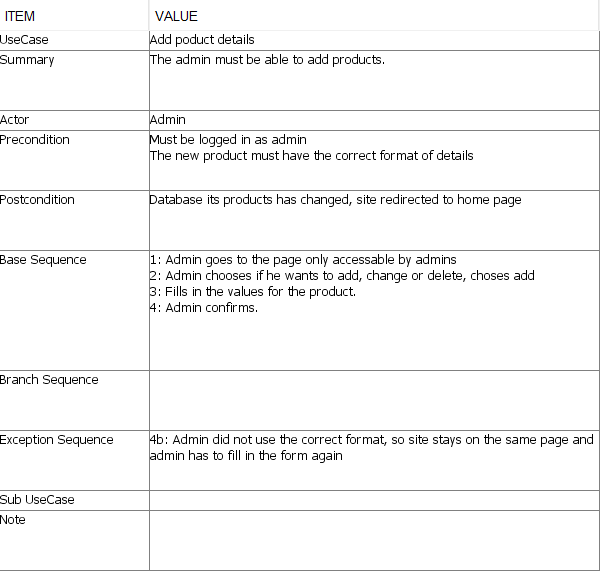 ITEM VALUE
UseCase Add poduct details
Summary The admin must be able to add products.
Actor Admin
Precondition Must be logged in as admin
The new product must have the correct format of details
Postcondition Database its products has changed, site redirected to home page
Base Sequence 1: Admin goes to the page only accessable by admins
2: Admin chooses if he wants to add, change or delete, choses add
3: Fills in the values for the product.
4: Admin confirms.
Branch Sequence
Exception Sequence 4b: Admin did not use the correct format, so site stays on the same page and
admin has to fill in the form again
Sub UseCase
Note